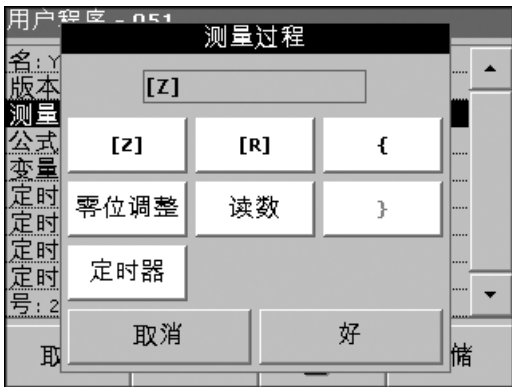 用户程序 - 051
测量过程
名: Y
版本
[Z]
测量
公式
[Z] [R] {
变量
定时
零位调整 读数 }
定时
定时
定时器
定时
号: 2
取消 好
取 储